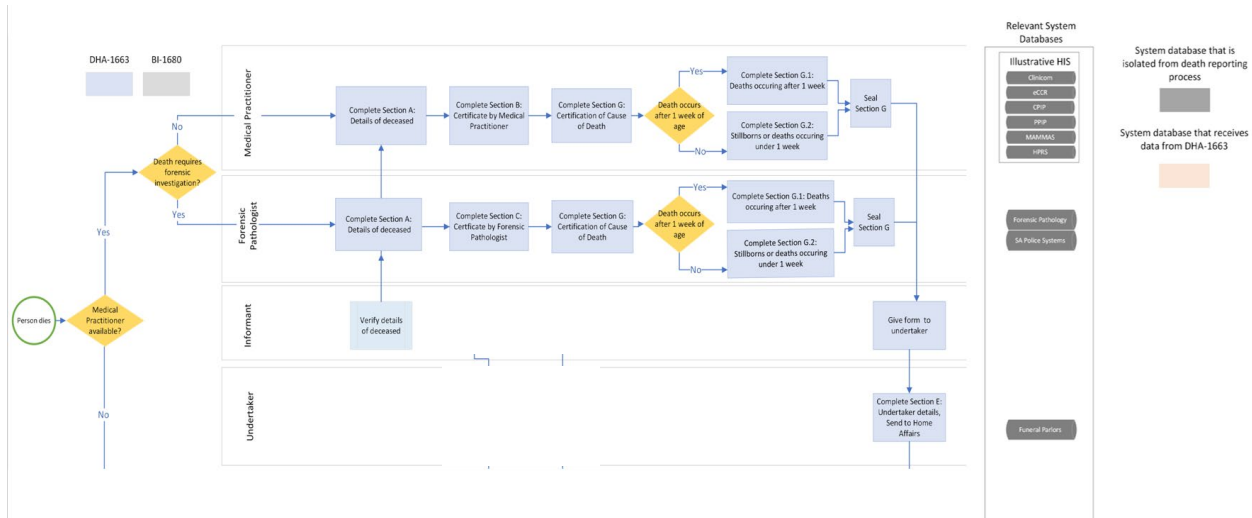 Relevant System
Databases
DHA-1663
BI-1680
System database that is
isolated from death reporting
process
System database that receives
data from DHA-1663
Illustrative HIS
Clinicom
eCCR
CPIP
PPIP
MAMMAS
HPRS
Forensic Pathology
SA Police Systems
Funeral Parlors
Person dies
Medical
Practitioner
available?
Yes
No
Death requires
forensic
investigation?
No
Yes
Medical Practitioner
Complete Section A:
Details of deceased
Complete Section B:
Certificate by Medical
Practitioner
Complete Section G:
Certification of Cause
of Death
Death occurs
after 1 week of
age
Yes
No
Complete Section G.1:
Deaths occuring after 1
week
Complete Section G.2:
Stillborns or deaths occuring
under 1 week
Seal
Section G
Forensic
Pathologist
Complete Section A:
Details of deceased
Complete Section C:
Certficate by Forensic
Pathologist
Complete Section G:
Certification of Cause
of Death
Death occurs
after 1 week of
age
Yes
No
Complete Section G.1: Deaths
occuring after 1 week
Complete Section G.2:
Stillborns or deaths occuring
under 1 week
Seal
Section G
Informant
Verify details
of deceased
Give form to
undertaker
Undertaker
Complete Section E:
Undertaker details,
Send to Home
Affairs